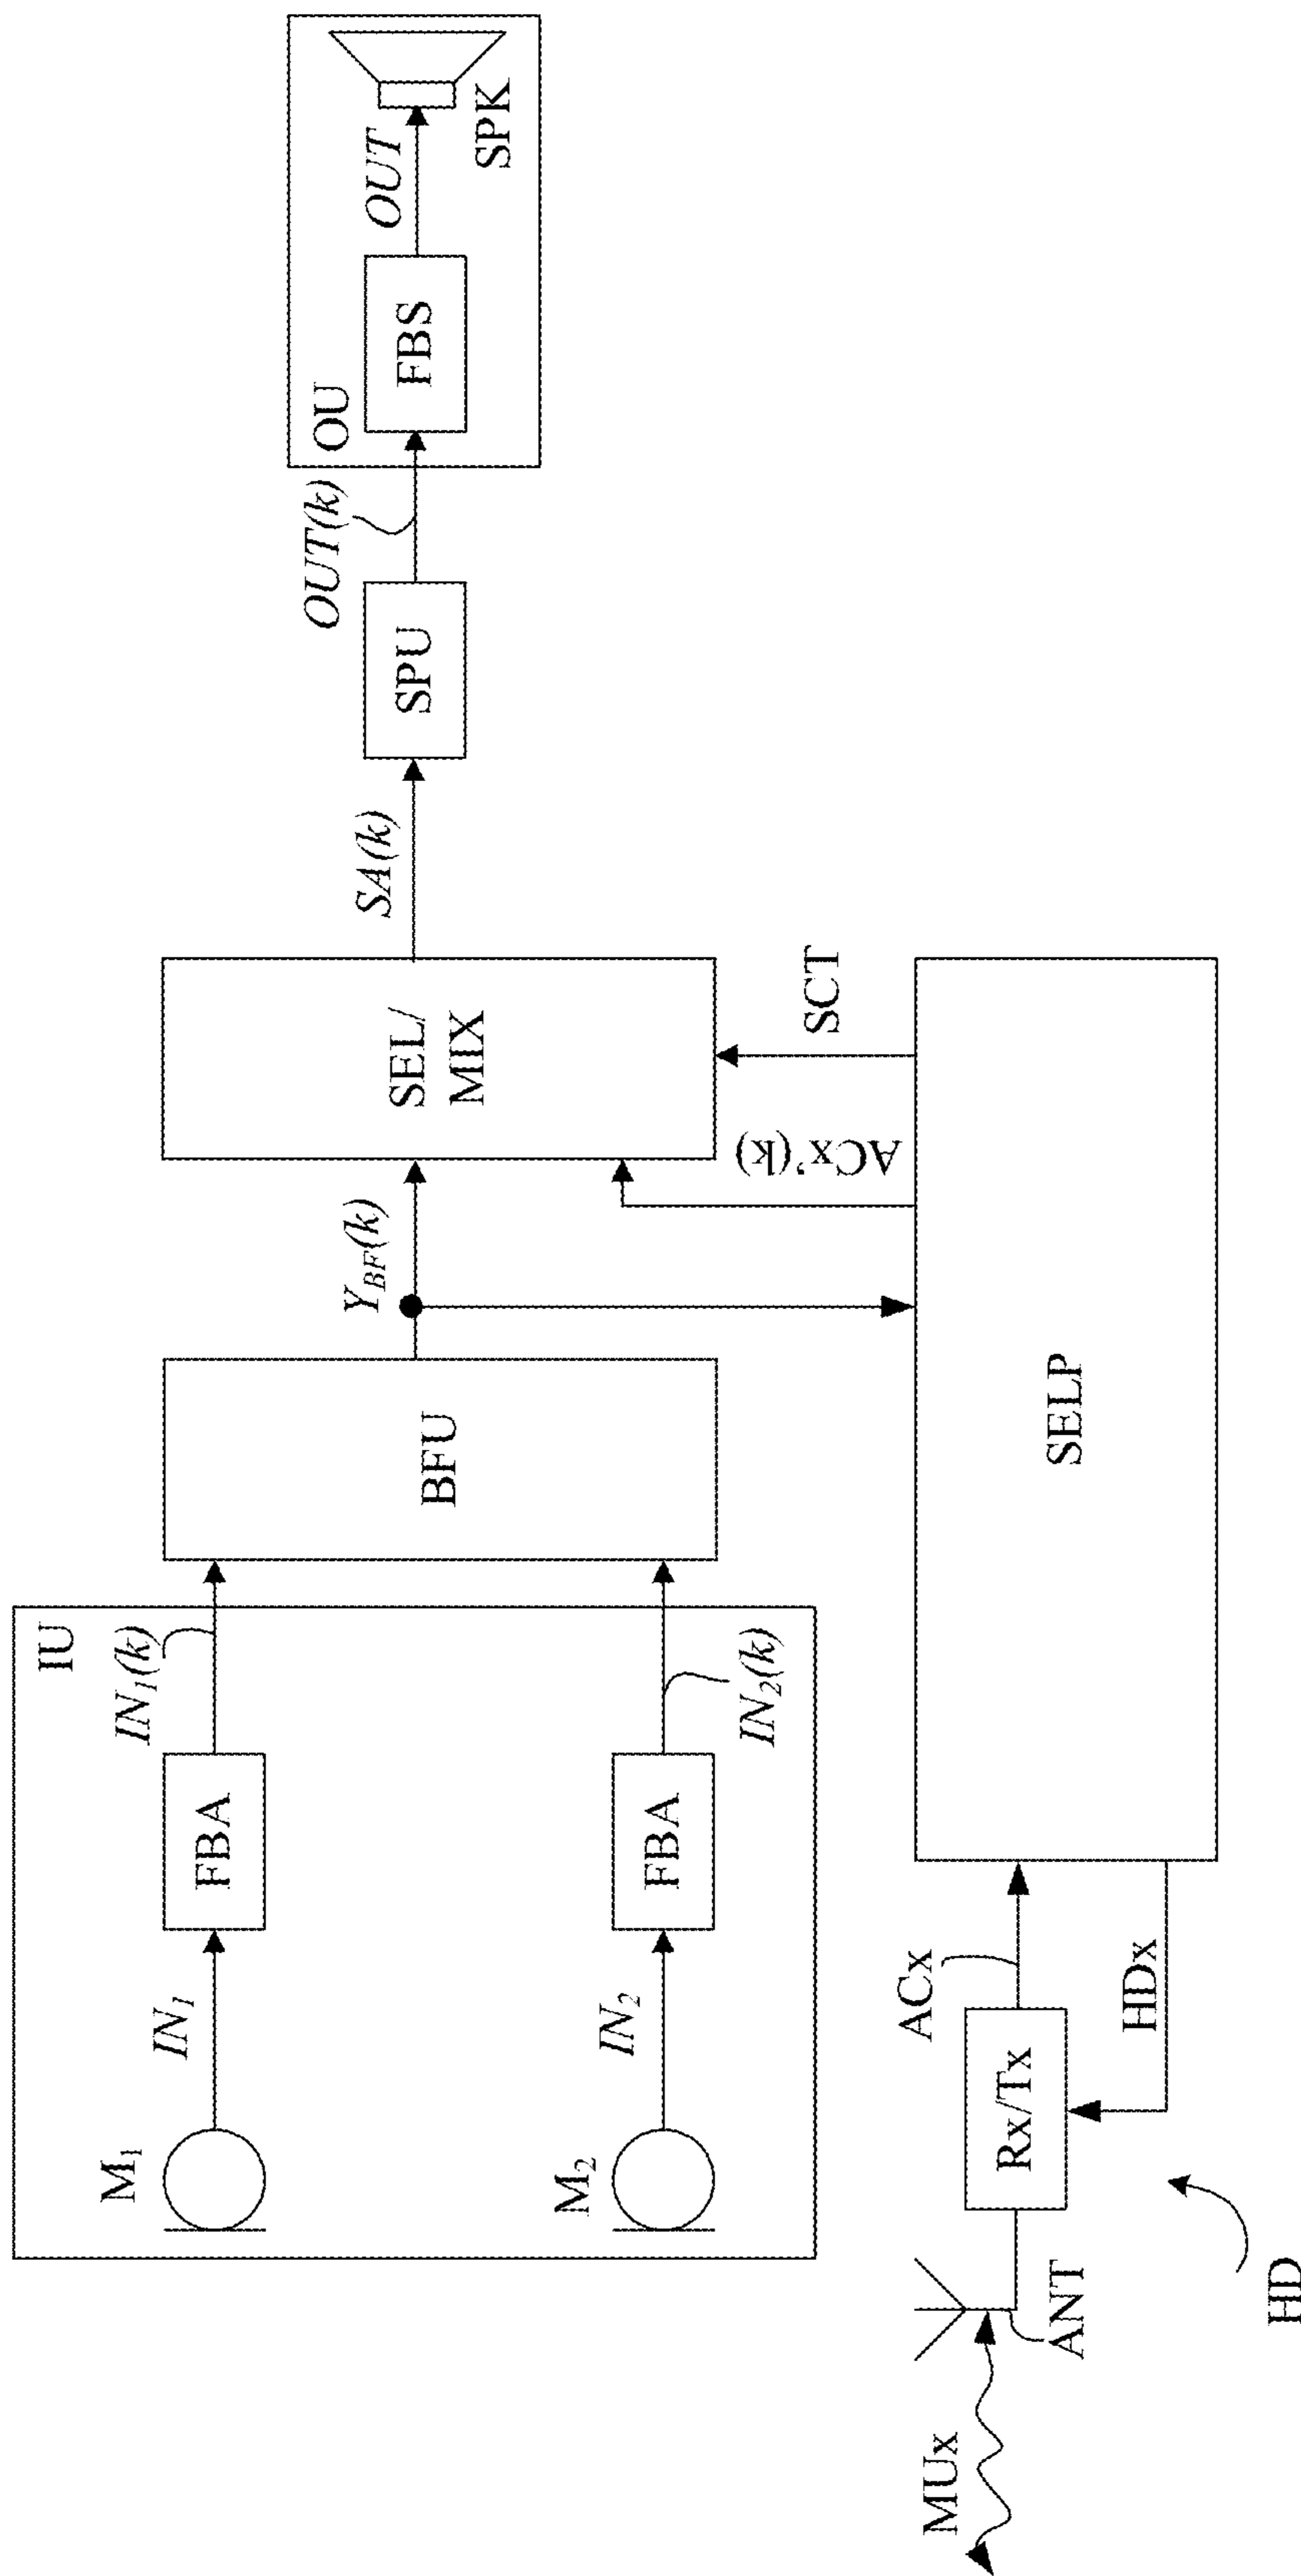 IU
M₁
IN₁
FBA
IN₁(k)
M₂
IN₂
FBA
IN₂(k)
BFU
Y_BF(k)
SEL/
MIX
SA(k)
SPU
OUT(k)
OU
FBS
OUT
SPK
MUx
ANT
Rx/Tx
ACx
HDx
SELP
ACx'(k)
SCT
HD